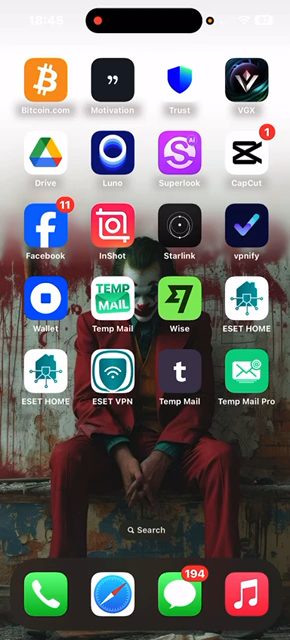 18:45
Bitcoin.com
Motivation
Trust
VGX
Drive
Luno
Superlook
CapCut
1
Facebook
11
InShot
Starlink
vpnify
Wallet
TEMP
MAIL
Temp Mail
Wise
ESET HOME
ESET HOME
ESET VPN
t
Temp Mail
Temp Mail Pro
Search
194